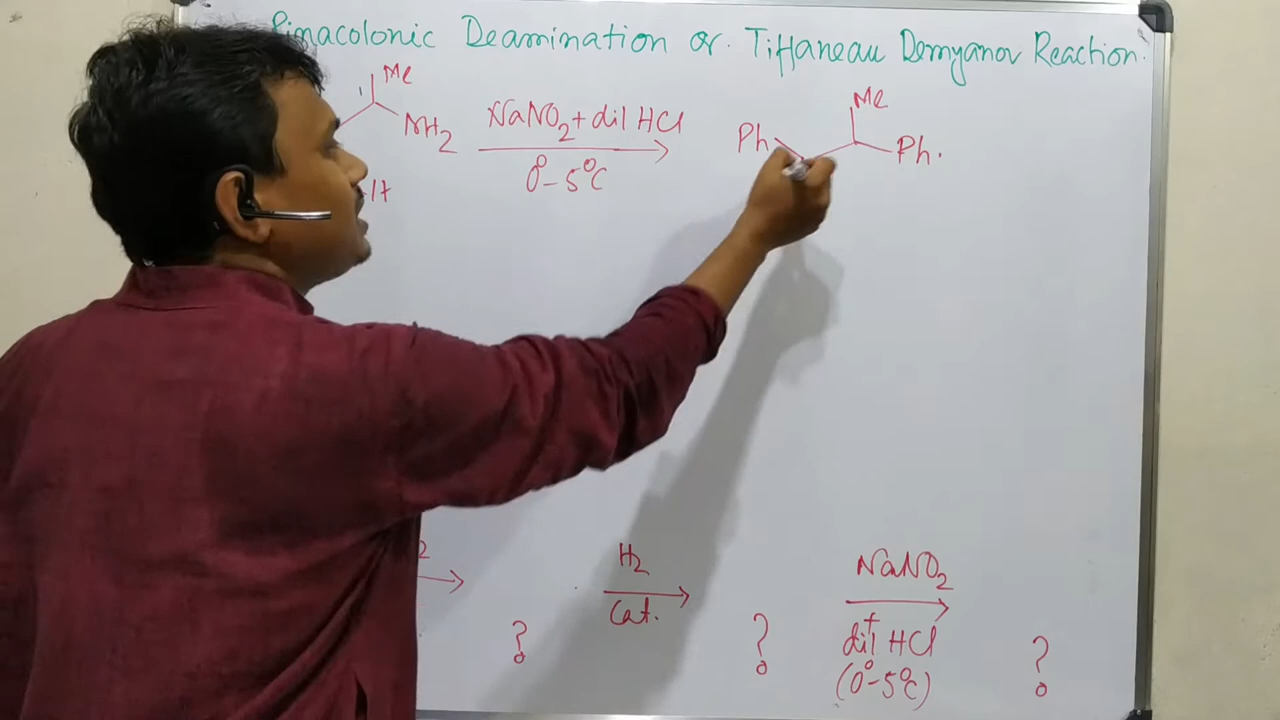 Pinacolonic Deamination or. Tiffaneau Demyanov Reaction.
Me
NH2
NaNO2+dil HCl
0°-5°C
Me
Ph
Ph.
2
H2
Cat.
?
?
NaNO2
+
dil HCl
(0°-5°C)
?